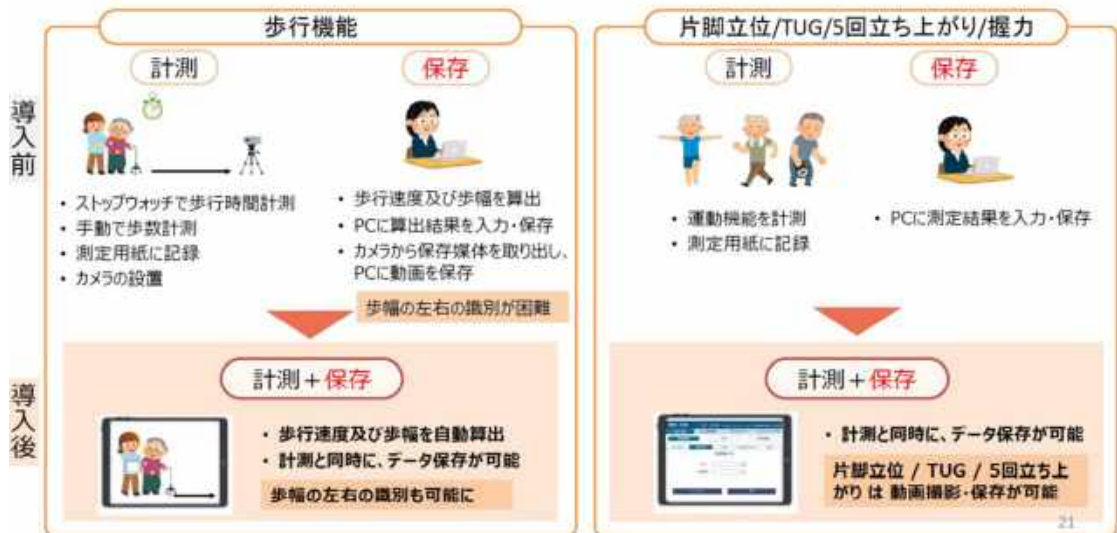 歩行機能
計測
保存
導入前
• ストップウォッチで歩行時間計測
• 手動で歩数計測
• 測定用紙に記録
• カメラの設置
• 歩行速度及び歩幅を算出
• PCに算出結果を入力・保存
• カメラから保存媒体を取り出し、
PCに動画を保存
歩幅の左右の識別が困難
導入後
計測+保存
• 歩行速度及び歩幅を自動算出
• 計測と同時に、データ保存が可能
歩幅の左右の識別も可能に
片脚立位/TUG/5回立ち上がり/握力
計測
保存
• 運動機能を計測
• 測定用紙に記録
• PCに測定結果を入力・保存
計測+保存
• 計測と同時に、データ保存が可能
片脚立位 / TUG / 5回立ち上
がり は 動画撮影・保存が可能
21